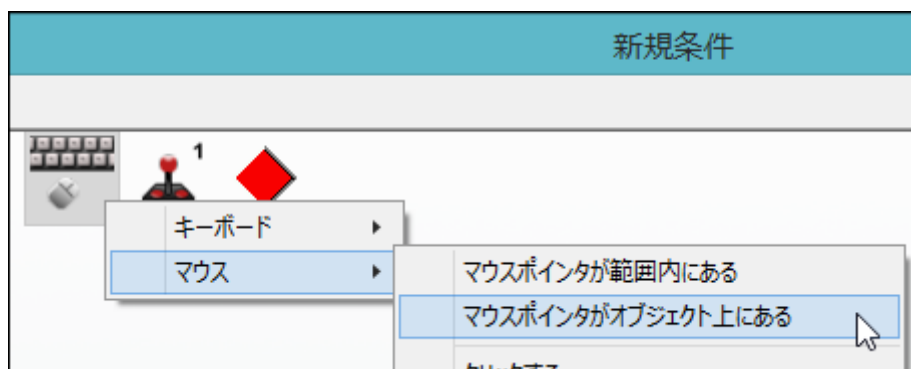 新規条件
1
キーボード
マウス
マウスポインタが範囲内にある
マウスポインタがオブジェクト上にある